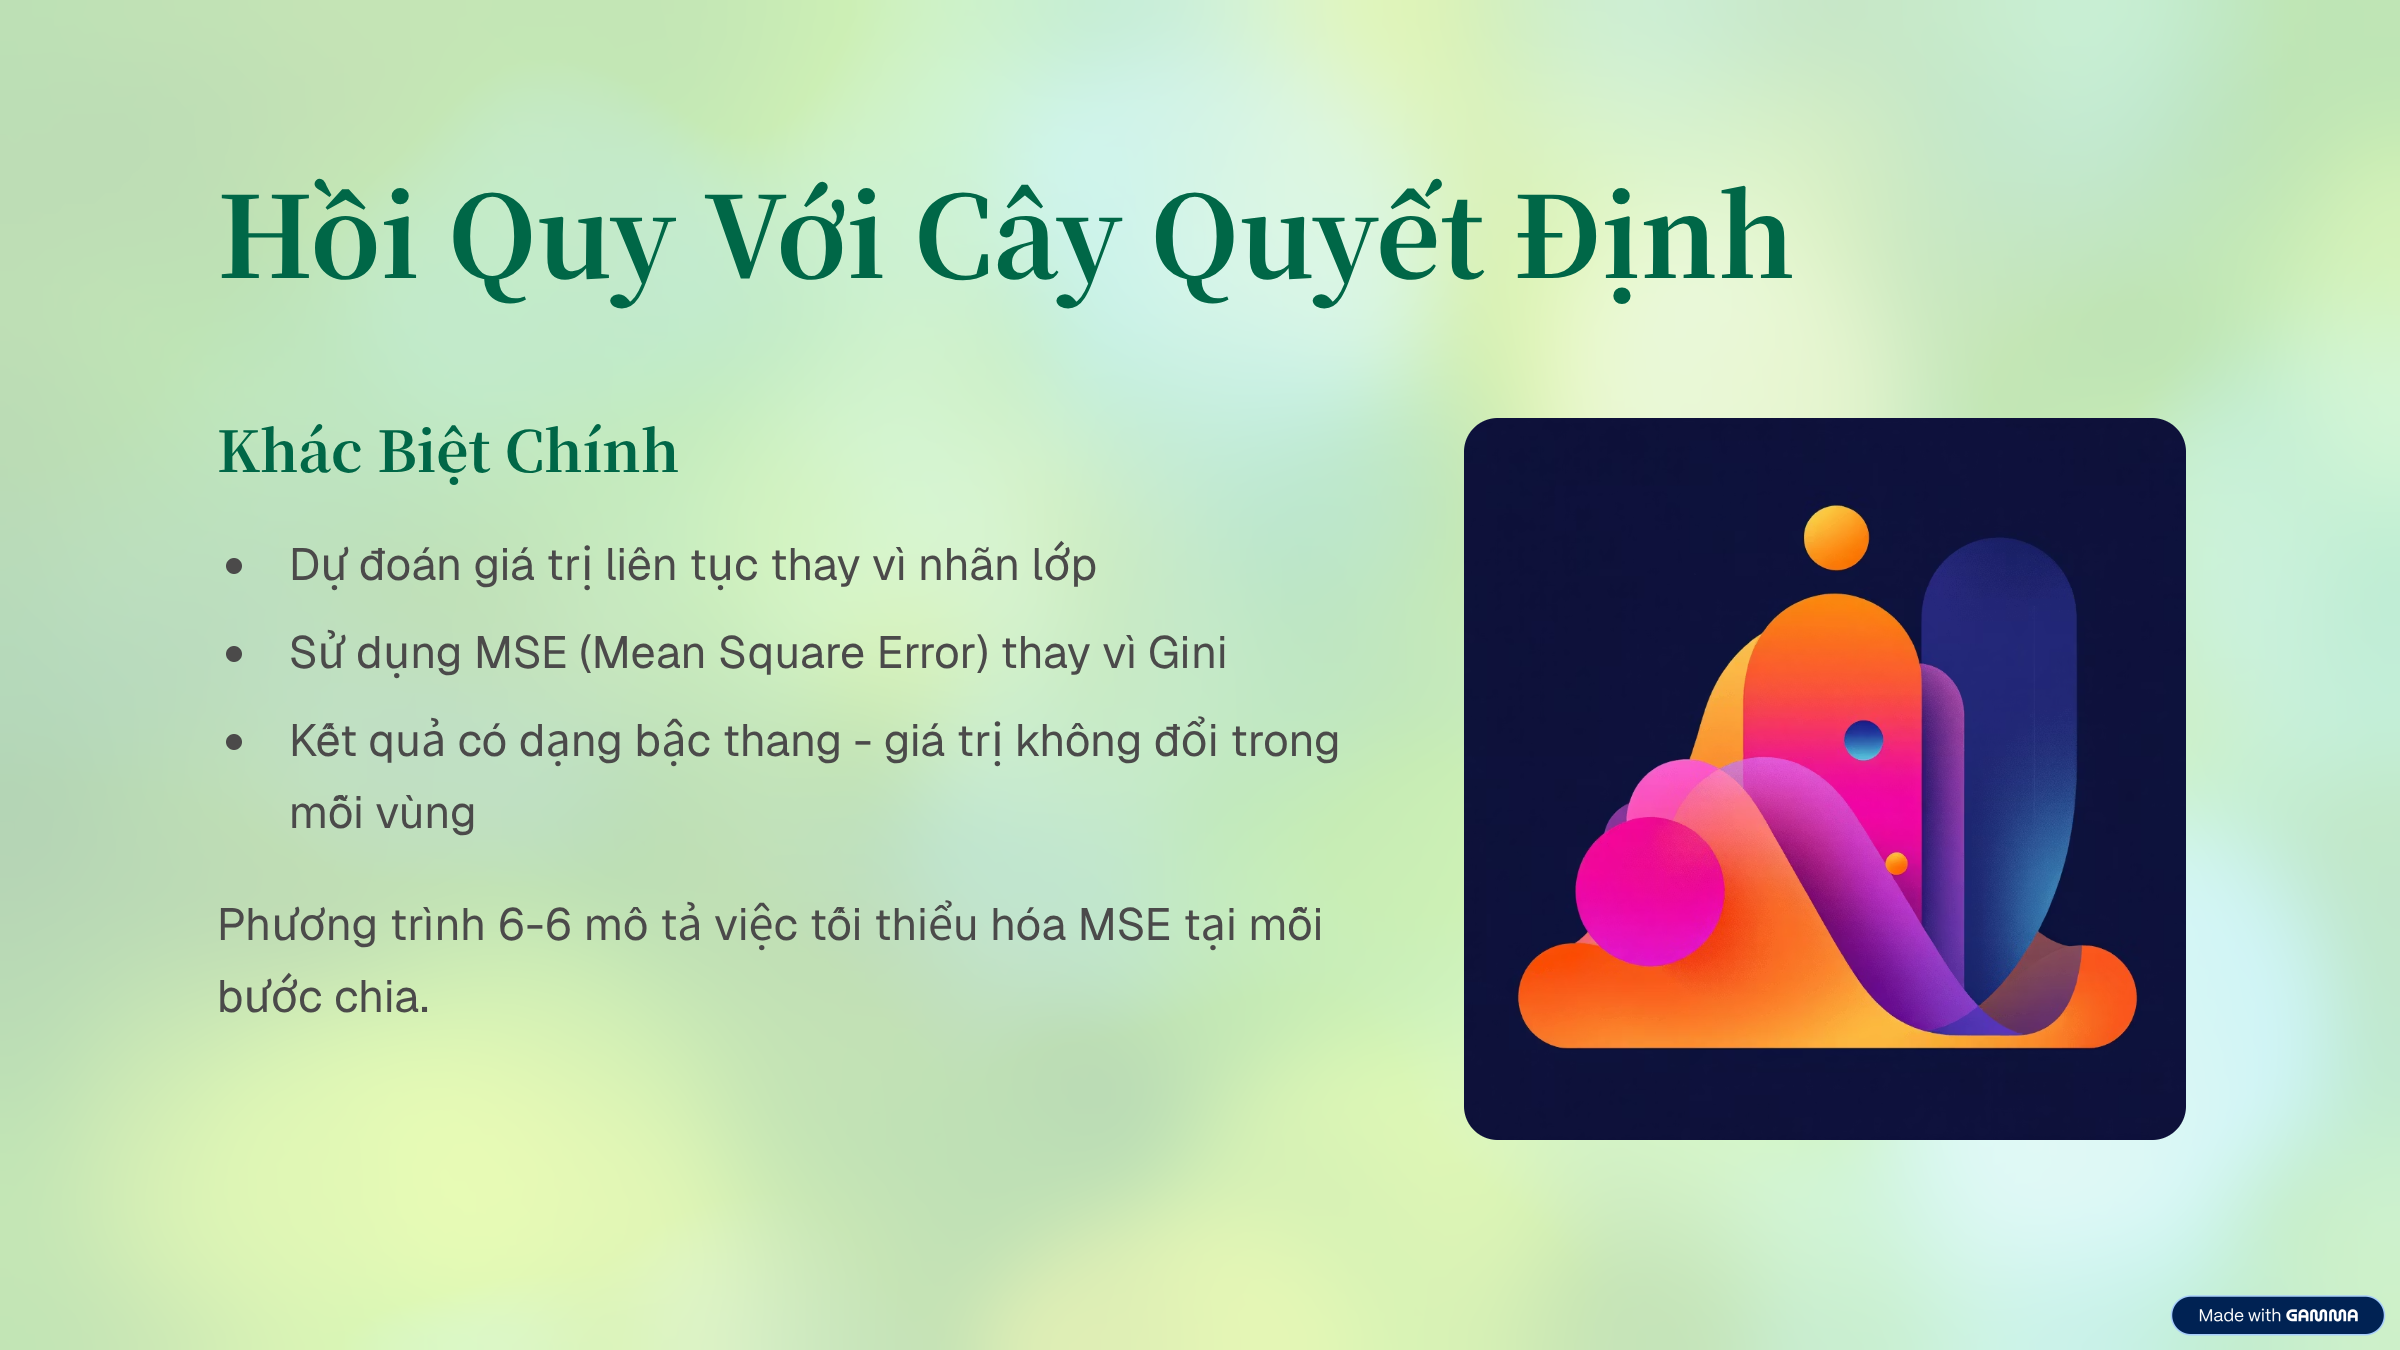 Hồi Quy Với Cây Quyết Định
Khác Biệt Chính
• Dự đoán giá trị liên tục thay vì nhãn lớp
• Sử dụng MSE (Mean Square Error) thay vì Gini
• Kết quả có dạng bậc thang - giá trị không đổi trong
mỗi vùng
Phương trình 6-6 mô tả việc tối thiểu hóa MSE tại mỗi
bước chia.
Made with GAMMA